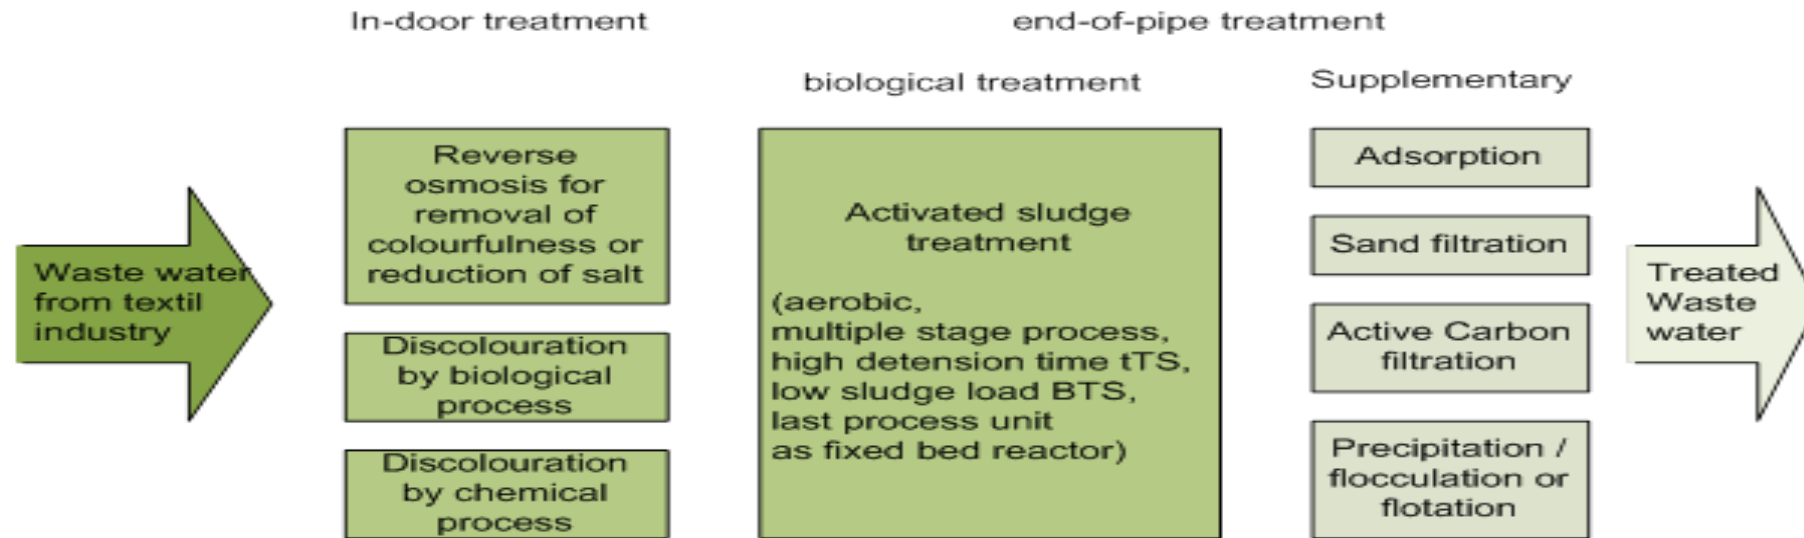 In-door treatment
end-of-pipe treatment
biological treatment
Supplementary
Waste water
from textil
industry
Reverse
osmosis for
removal of
colourfulness or
reduction of salt
Discolouration
by biological
process
Discolouration
by chemical
process
Activated sludge
treatment
(aerobic,
multiple stage process,
high detension time tTS,
low sludge load BTS,
last process unit
as fixed bed reactor)
Adsorption
Sand filtration
Active Carbon
filtration
Precipitation /
flocculation or
flotation
Treated
Waste
water